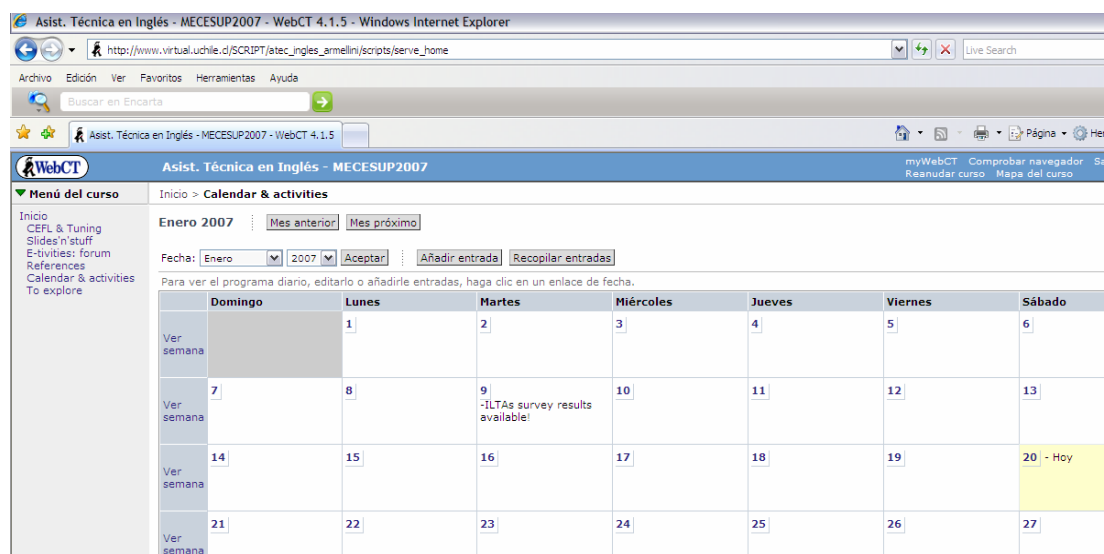 Asist. Técnica en Inglés - MECESUP2007 - WebCT 4.1.5 - Windows Internet Explorer
http://www.virtual.uchile.cl/SCRIPT/atec_ingles_armellini/scripts/serve_home
Live Search
Archivo Edición Ver Favoritos Herramientas Ayuda
Buscar en Encarta
Asist. Técnica en Inglés - MECESUP2007 - WebCT 4.1.5
Página
WebCT
Asist. Técnica en Inglés - MECESUP2007
myWebCT Comprobar navegador
Reanudar curso Mapa del curso
Menú del curso
Inicio > Calendar & activities
Inicio
CEFL & Tuning
Slides'n'stuff
E-tivities: forum
References
Calendar & activities
To explore
Enero 2007 Mes anterior Mes próximo
Fecha: Enero 2007 Aceptar Añadir entrada Recopilar entradas
Para ver el programa diario, editarlo o añadirle entradas, haga clic en un enlace de fecha.
Domingo Lunes Martes Miércoles Jueves Viernes Sábado
Ver semana
1 2 3 4 5 6
Ver semana
7 8 9 10 11 12 13
-ILTAs survey results
available!
Ver semana
14 15 16 17 18 19 20 - Hoy
Ver semana
21 22 23 24 25 26 27